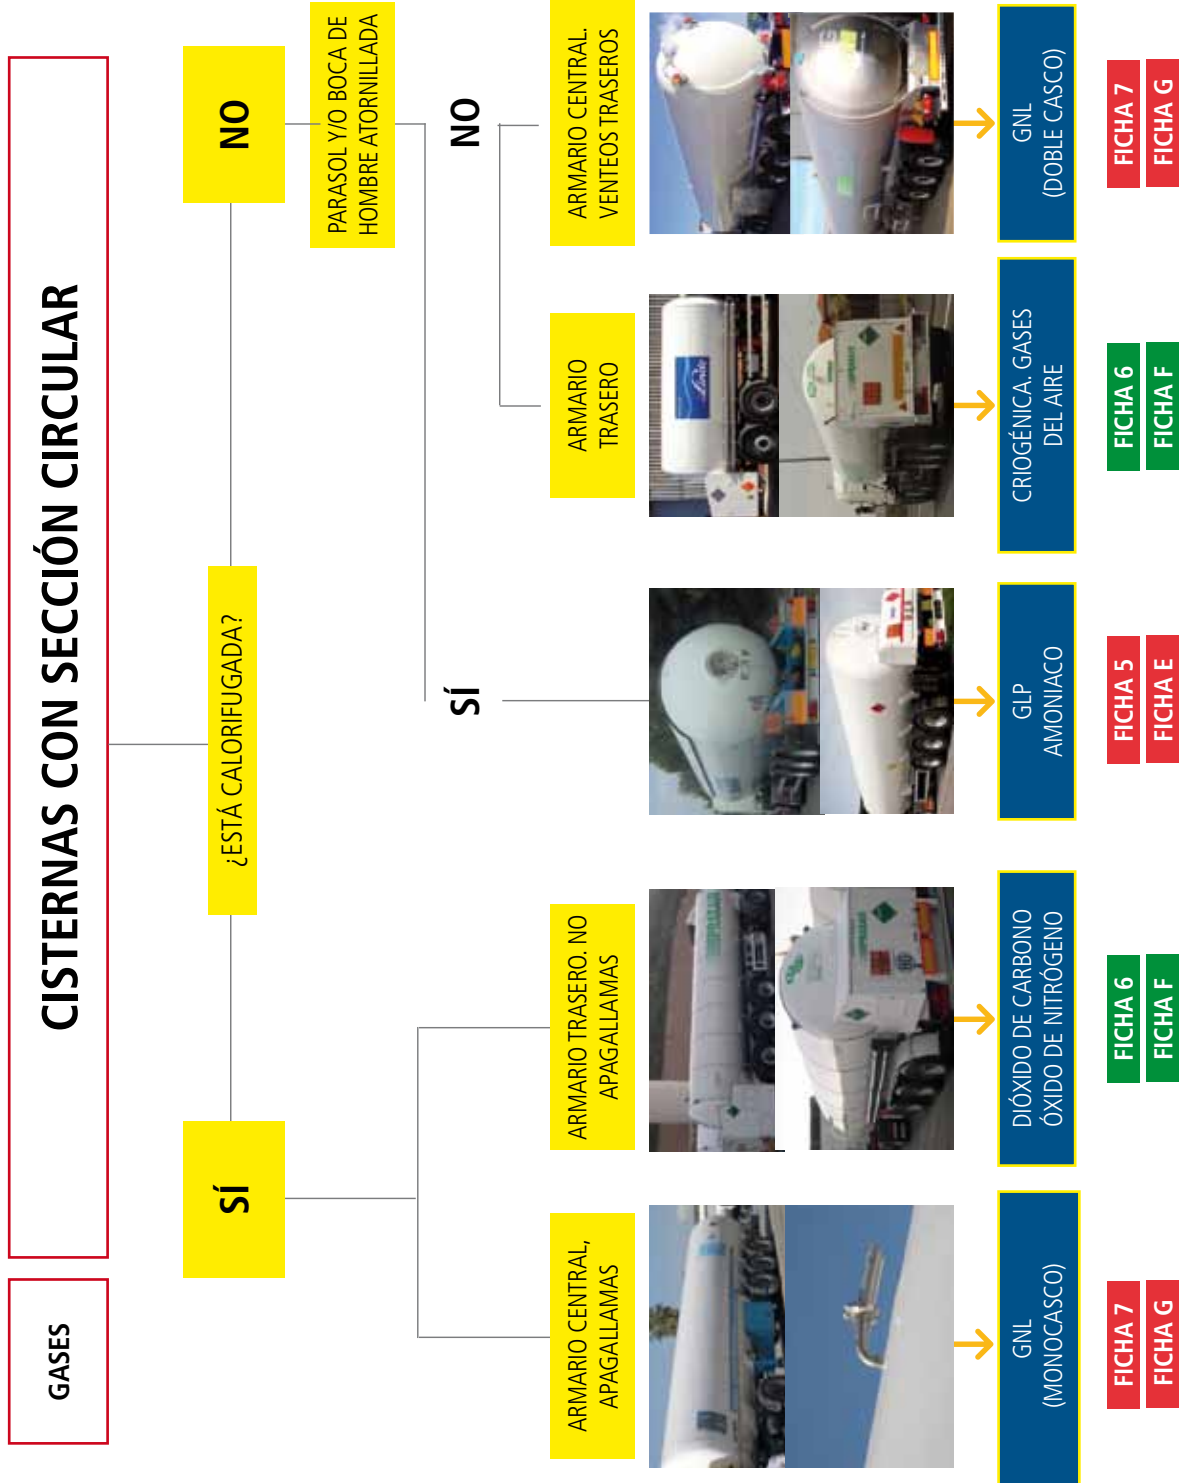 GASES
CISTERNAS CON SECCIÓN CIRCULAR
¿ESTÁ CALORIFUGADA?
SÍ
NO
PARASOL Y/O BOCA DE
HOMBRE ATORNILLADA
SÍ
NO
ARMARIO CENTRAL,
APAGALLAMAS
ARMARIO TRASERO. NO
APAGALLAMAS
ARMARIO
TRASERO
ARMARIO CENTRAL.
VENTEOS TRASEROS
Linde
GNL
(MONOCASCO)
DIÓXIDO DE CARBONO
ÓXIDO DE NITRÓGENO
GLP
AMONIACO
CRIOGÉNICA. GASES
DEL AIRE
GNL
(DOBLE CASCO)
FICHA 7
FICHA G
FICHA 6
FICHA F
FICHA 5
FICHA E
FICHA 6
FICHA F
FICHA 7
FICHA G